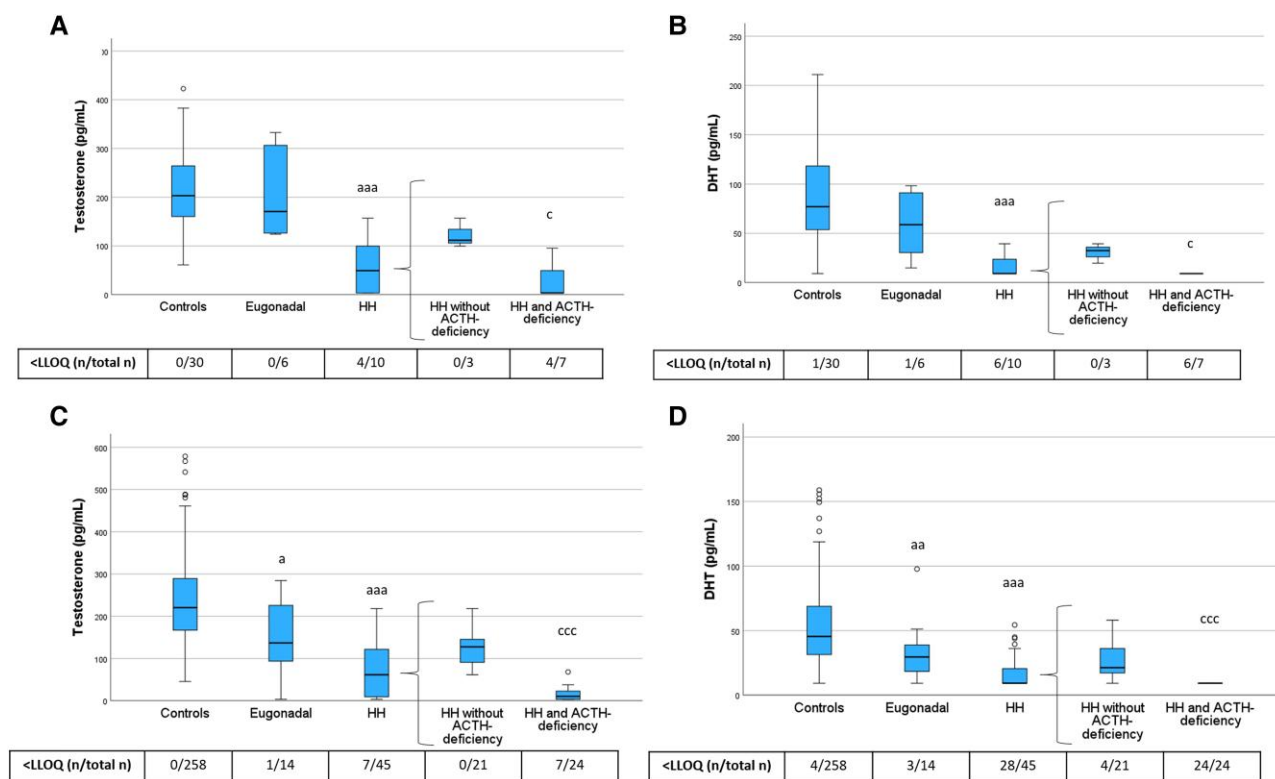 A
Testosterone (pg/mL)
400
300
200
100
0
aaa
c
Controls
Eugonadal
HH
HH without
ACTH-
deficiency
HH and ACTH-
deficiency
<LLOQ (n/total n) 0/30 0/6 4/10 0/3 4/7
B
DHT (pg/mL)
250
200
150
100
50
0
aaa
c
Controls
Eugonadal
HH
HH without
ACTH-
deficiency
HH and ACTH-
deficiency
<LLOQ (n/total n) 1/30 1/6 6/10 0/3 6/7
C
Testosterone (pg/mL)
600
500
400
300
200
100
0
a
aaa
ccc
Controls
Eugonadal
HH
HH without
ACTH-
deficiency
HH and ACTH-
deficiency
<LLOQ (n/total n) 0/258 1/14 7/45 0/21 7/24
D
DHT (pg/mL)
200
150
100
50
0
aa
aaa
ccc
Controls
Eugonadal
HH
HH without
ACTH-
deficiency
HH and ACTH-
deficiency
<LLOQ (n/total n) 4/258 3/14 28/45 4/21 24/24